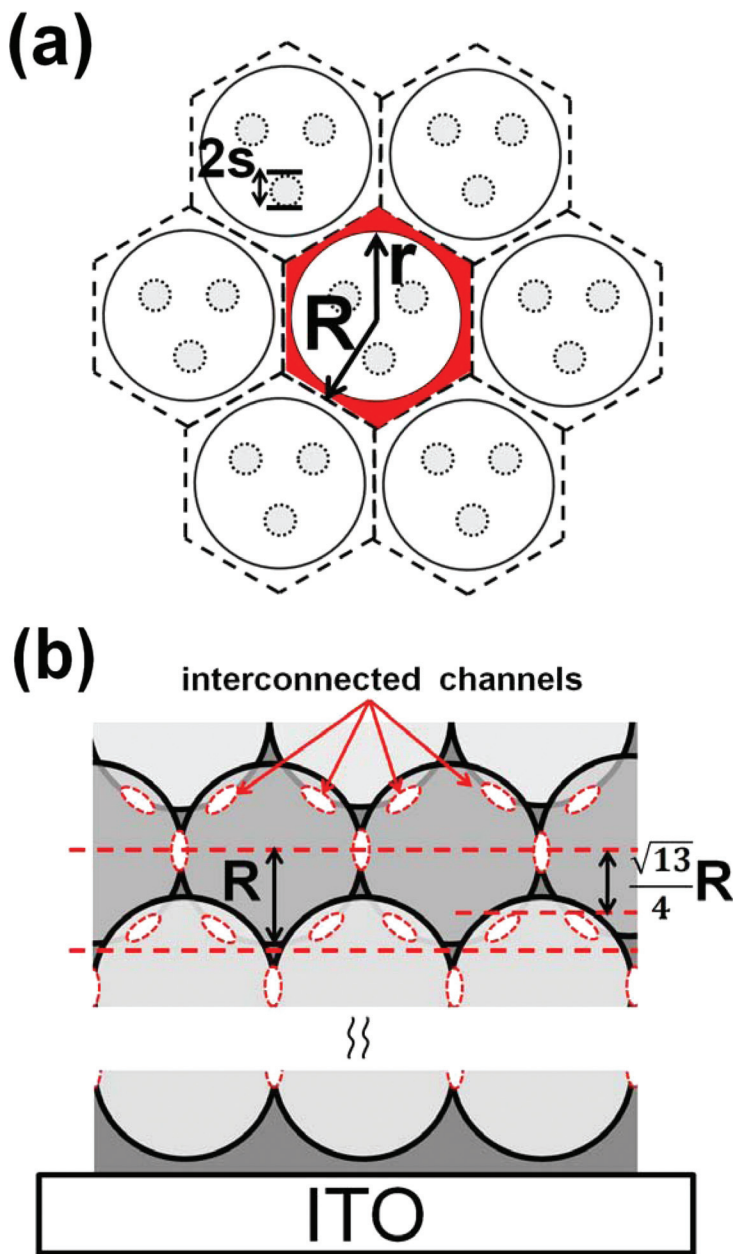 (a)
2s
r
R
(b)
interconnected channels
R
√13/4 R
ITO